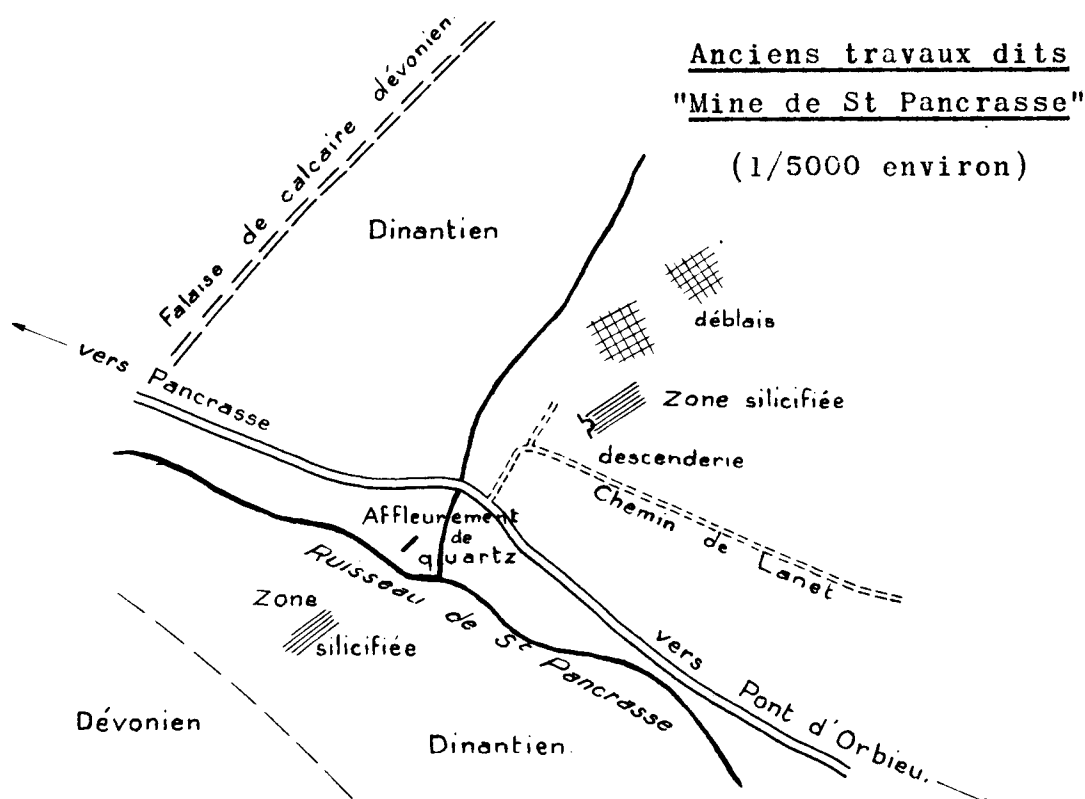 Anciens travaux dits
"Mine de St Pancrasse"
(1/5000 environ)
Falaise de calcaire dévonien
Dinantien
déblais
vers Pancrasse
Zone silicifiée
descenderie
Chemin de Lanet
Affleurement
de
quartz
Ruisseau de St Pancrasse
Zone
silicifiée
vers Pont d'Orbieu.
Dévonien
Dinantien.